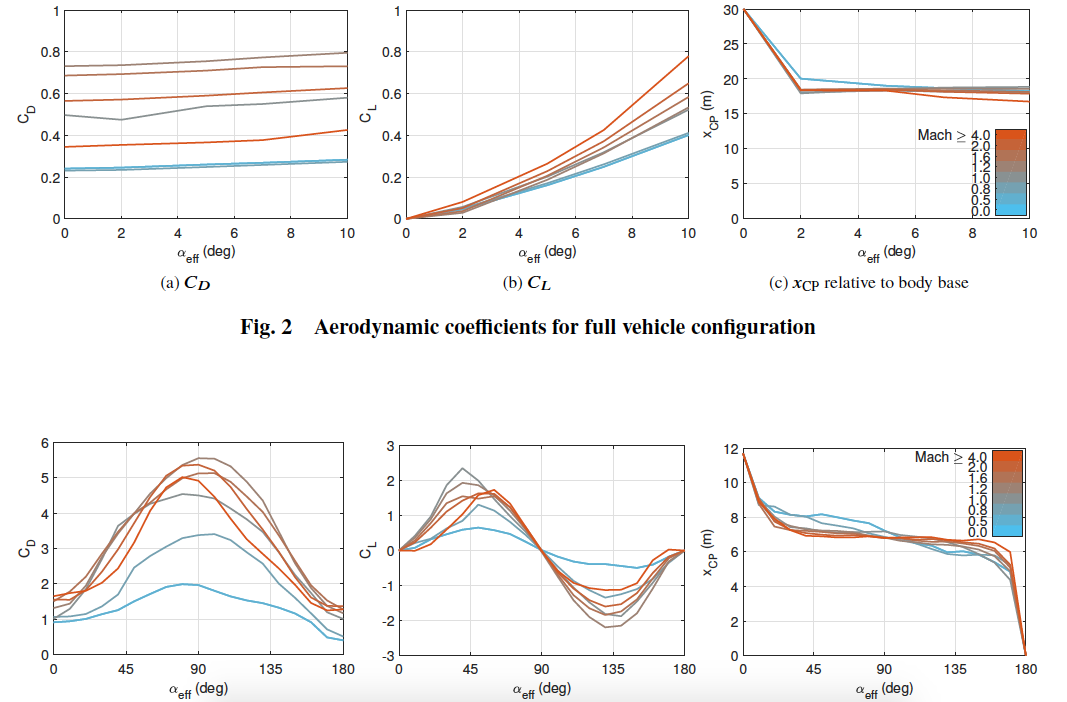 1
0.8
0.6
0.4
0.2
0
C_D
0 2 4 6 8 10
α_eff (deg)
(a) C_D
1
0.8
0.6
0.4
0.2
0
C_L
0 2 4 6 8 10
α_eff (deg)
(b) C_L
30
25
20
15
10
5
0
x_CP (m)
Mach ≥ 4.0
2.0
1.6
1.2
1.0
0.8
0.5
0.0
0 2 4 6 8 10
α_eff (deg)
(c) x_CP relative to body base
Fig. 2 Aerodynamic coefficients for full vehicle configuration
6
5
4
3
2
1
0
C_D
0 45 90 135 180
α_eff (deg)
3
2
1
0
-1
-2
-3
C_L
0 45 90 135 180
α_eff (deg)
12
10
8
6
4
2
0
x_CP (m)
Mach ≥ 4.0
2.0
1.6
1.2
1.0
0.8
0.5
0.0
0 45 90 135 180
α_eff (deg)